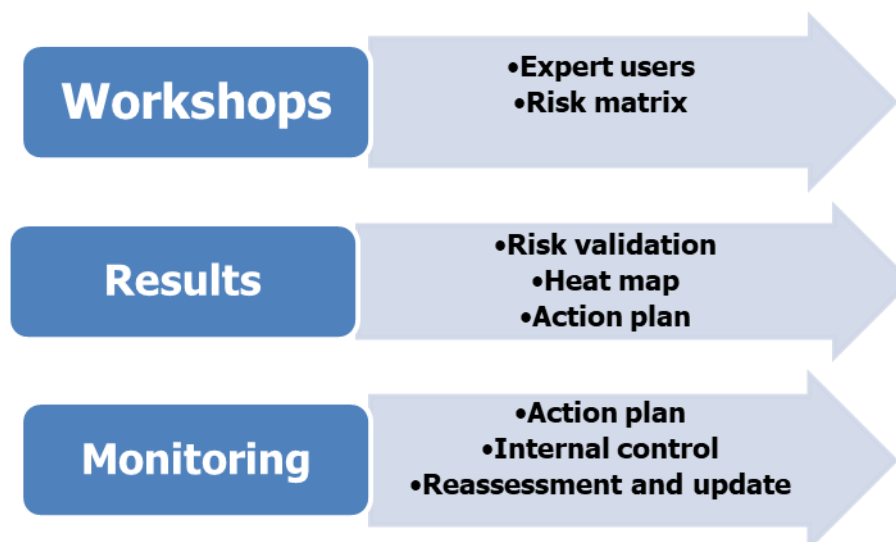 Workshops
•Expert users
•Risk matrix
Results
•Risk validation
•Heat map
•Action plan
Monitoring
•Action plan
•Internal control
•Reassessment and update